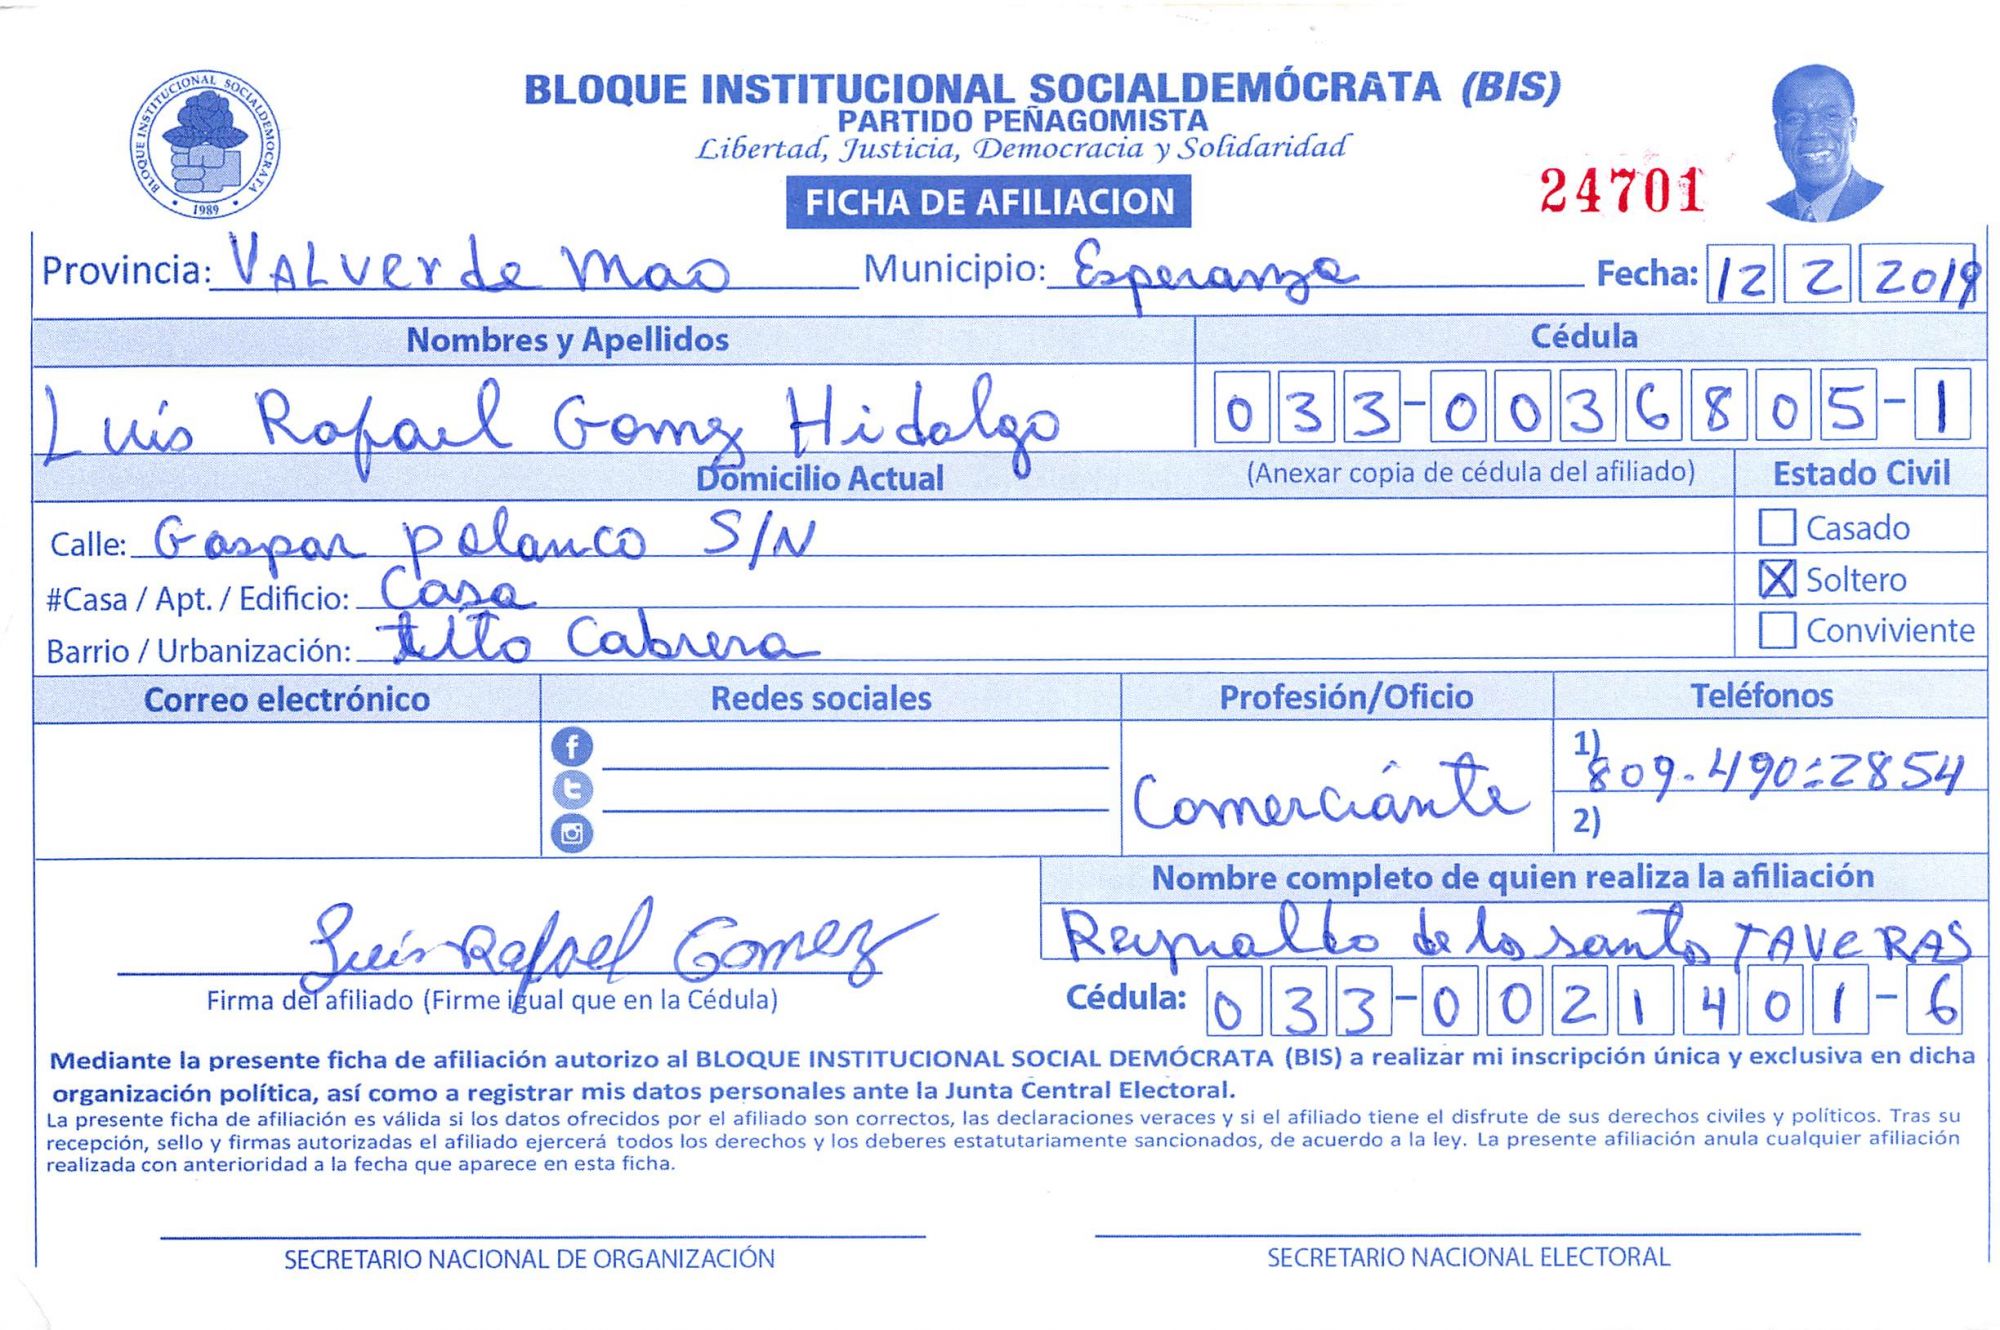 BLOQUE INSTITUCIONAL SOCIALDEMOCRATA
1989
BLOQUE INSTITUCIONAL SOCIALDEMÓCRATA (BIS)
PARTIDO PEÑAGOMISTA
Libertad, Justicia, Democracia y Solidaridad
FICHA DE AFILIACION
24701
Provincia: VALVerde Mao Municipio: Esperanza Fecha: 12 2 2019
Nombres y Apellidos Cédula
Luis Rafael Gomez Hidalgo 033-0036805-1
Domicilio Actual (Anexar copia de cédula del afiliado) Estado Civil
Calle: Gaspar polanco S/N Casado
#Casa / Apt. / Edificio: Casa X Soltero
Barrio / Urbanización: Cabrera Conviviente
Correo electrónico Redes sociales Profesión/Oficio Teléfonos
Comerciante 1) 809-490-2854
2)
Nombre completo de quien realiza la afiliación
Luis Rafael Gomez Reynaldo de los santos TAVERAS
Firma del afiliado (Firme igual que en la Cédula) Cédula: 033-0021401-6
Mediante la presente ficha de afiliación autorizo al BLOQUE INSTITUCIONAL SOCIAL DEMÓCRATA (BIS) a realizar mi inscripción única y exclusiva en dicha
organización política, así como a registrar mis datos personales ante la Junta Central Electoral.
La presente ficha de afiliación es válida si los datos ofrecidos por el afiliado son correctos, las declaraciones veraces y si el afiliado tiene el disfrute de sus derechos civiles y políticos. Tras su
recepción, sello y firmas autorizadas el afiliado ejercerá todos los derechos y los deberes estatutariamente sancionados, de acuerdo a la ley. La presente afiliación anula cualquier afiliación
realizada con anterioridad a la fecha que aparece en esta ficha.
SECRETARIO NACIONAL DE ORGANIZACIÓN SECRETARIO NACIONAL ELECTORAL